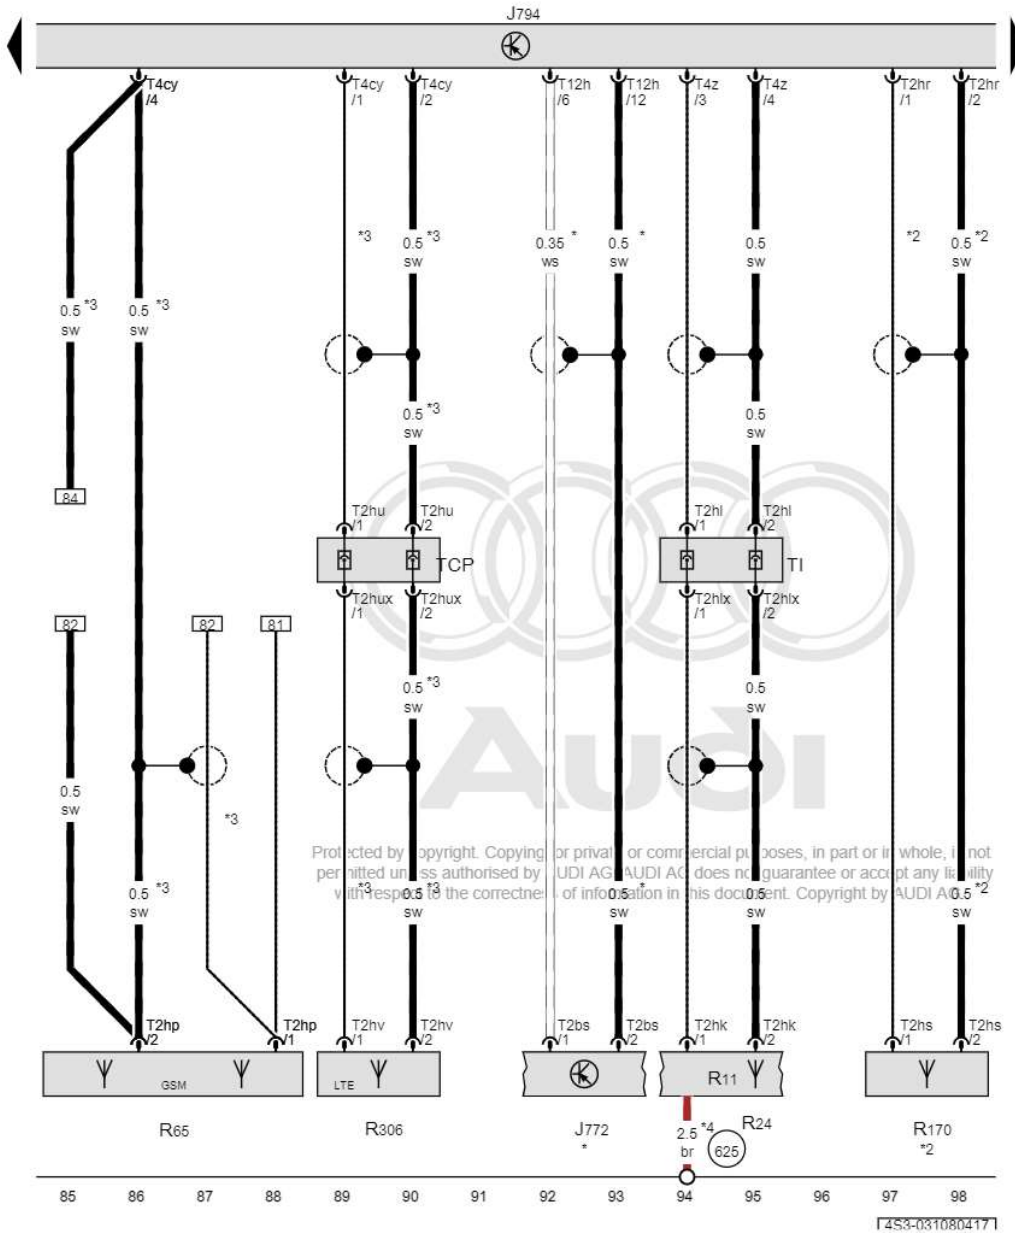 J794
T4cy T4cy T4cy T12h T12h T4z T4z T2hr T2hr
/4 /1 /2 /6 /12 /3 /4 /1 /2
*3 0.5 *3 0.35 * 0.5 * 0.5 *2 0.5 *2
sw ws sw sw sw
0.5 *3 0.5 *3
sw sw
0.5 *3 0.5
sw sw
84
T2hu T2hu T2hl T2hl
/1 /2 /1 /2
TCP TI
T2hux T2hux T2hlx T2hlx
/1 /2 /1 /2
82 82 81
0.5 *3 0.5
sw sw
Audi
0.5
sw
*3
Protected by copyright. Copying for private or commercial purposes, in part or in whole, is not
permitted unless authorised by AUDI AG. AUDI AG does not guarantee or accept any liability
with respect to the correctness of information in this document. Copyright by AUDI AG.
0.5 *3 *3 0.5 *3 0.5 * 0.5 0.5 *2
sw sw sw sw sw
T2hp T2hp T2hv T2hv T2bs T2bs T2hk T2hk T2hs T2hs
/2 /1 /1 /2 /1 /2 /1 /2 /1 /2
GSM LTE R11
R65 R306 J772 R24 R170
* *2
2.5 *4
br 625
85 86 87 88 89 90 91 92 93 94 95 96 97 98
4S3-031080417